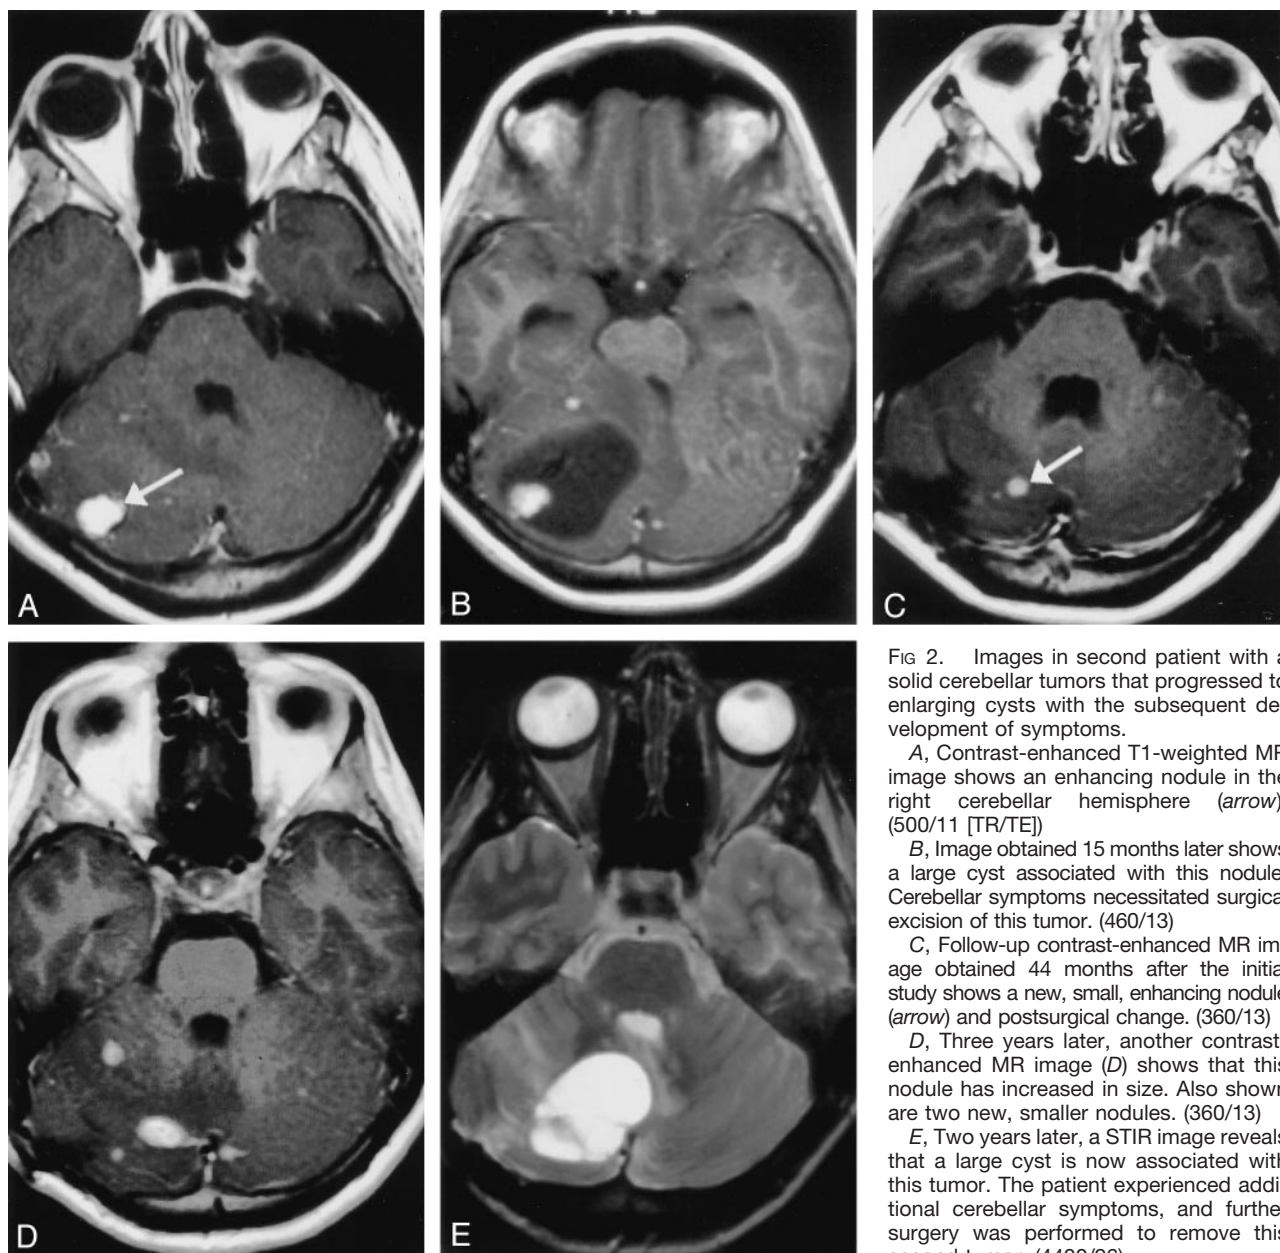 A
B
C
D
E
FIG 2. Images in second patient with
solid cerebellar tumors that progressed to
enlarging cysts with the subsequent de-
velopment of symptoms.
A, Contrast-enhanced T1-weighted MR
image shows an enhancing nodule in the
right cerebellar hemisphere (arrow)
(500/11 [TR/TE])
B, Image obtained 15 months later shows
a large cyst associated with this nodule
Cerebellar symptoms necessitated surgical
excision of this tumor. (460/13)
C, Follow-up contrast-enhanced MR im
age obtained 44 months after the initial
study shows a new, small, enhancing nodule
(arrow) and postsurgical change. (360/13)
D, Three years later, another contrast
enhanced MR image (D) shows that this
nodule has increased in size. Also shown
are two new, smaller nodules. (360/13)
E, Two years later, a STIR image reveals
that a large cyst is now associated with
this tumor. The patient experienced addi
tional cerebellar symptoms, and further
surgery was performed to remove this